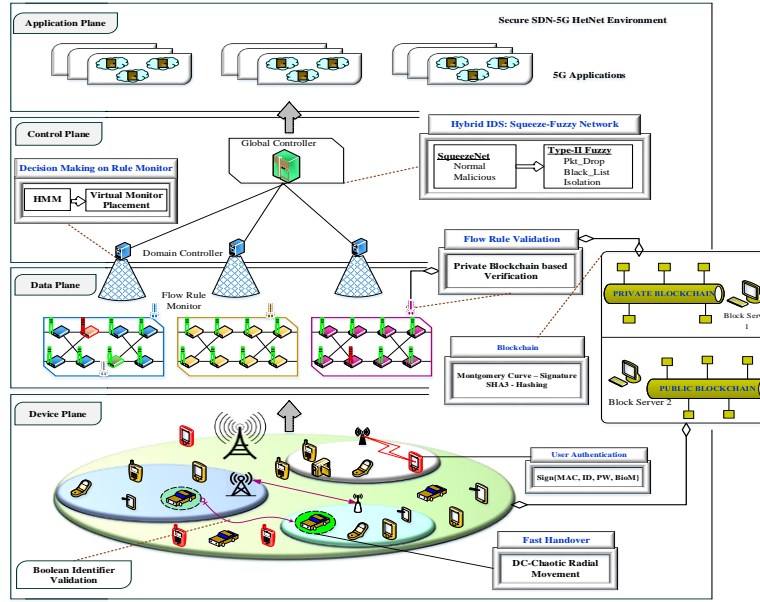 Application Plane
Secure SDN-5G HetNet Environment
5G Applications
Control Plane
Global Controller
Hybrid IDS: Squeeze-Fuzzy Network
SqueezeNet
Normal
Malicious
Type-II Fuzzy
Pkt_Drop
Black_List
Isolation
Decision Making on Rule Monitor
HMM
Virtual Monitor
Placement
Domain Controller
Flow Rule Validation
Private Blockchain based
Verification
Data Plane
Flow Rule
Monitor
PRIVATE BLOCKCHAIN
Block Server
1
Blockchain
Montgomery Curve – Signature
SHA3 - Hashing
PUBLIC BLOCKCHAIN
Block Server 2
Device Plane
User Authentication
Sign{MAC, ID, PW, BioM}
Fast Handover
DC-Chaotic Radial
Movement
Boolean Identifier
Validation